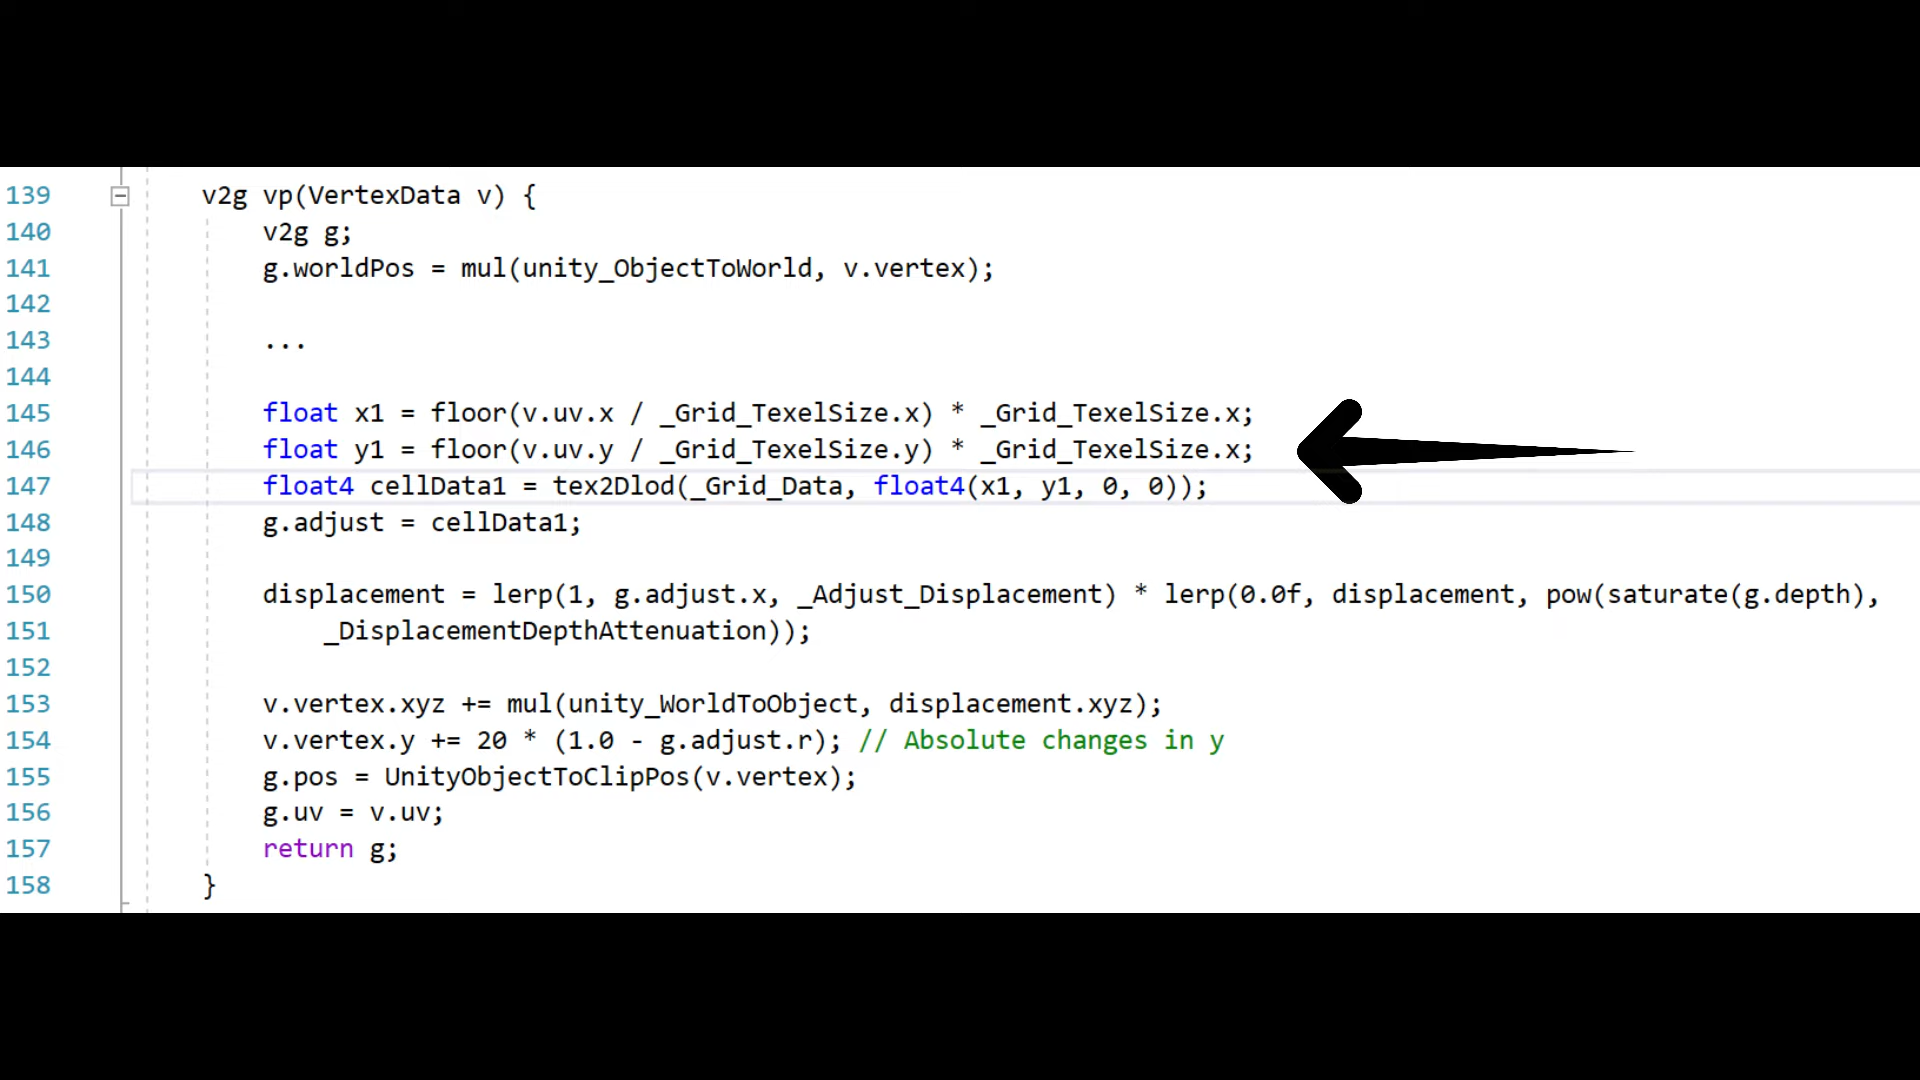 139 v2g vp(VertexData v) {
140 v2g g;
141 g.worldPos = mul(unity_ObjectToWorld, v.vertex);
142
143 ...
144
145 float x1 = floor(v.uv.x / _Grid_TexelSize.x) * _Grid_TexelSize.x;
146 float y1 = floor(v.uv.y / _Grid_TexelSize.y) * _Grid_TexelSize.x;
147 float4 cellData1 = tex2Dlod(_Grid_Data, float4(x1, y1, 0, 0));
148 g.adjust = cellData1;
149
150 displacement = lerp(1, g.adjust.x, _Adjust_Displacement) * lerp(0.0f, displacement, pow(saturate(g.depth),
151 _DisplacementDepthAttenuation));
152
153 v.vertex.xyz += mul(unity_WorldToObject, displacement.xyz);
154 v.vertex.y += 20 * (1.0 - g.adjust.r); // Absolute changes in y
155 g.pos = UnityObjectToClipPos(v.vertex);
156 g.uv = v.uv;
157 return g;
158 }